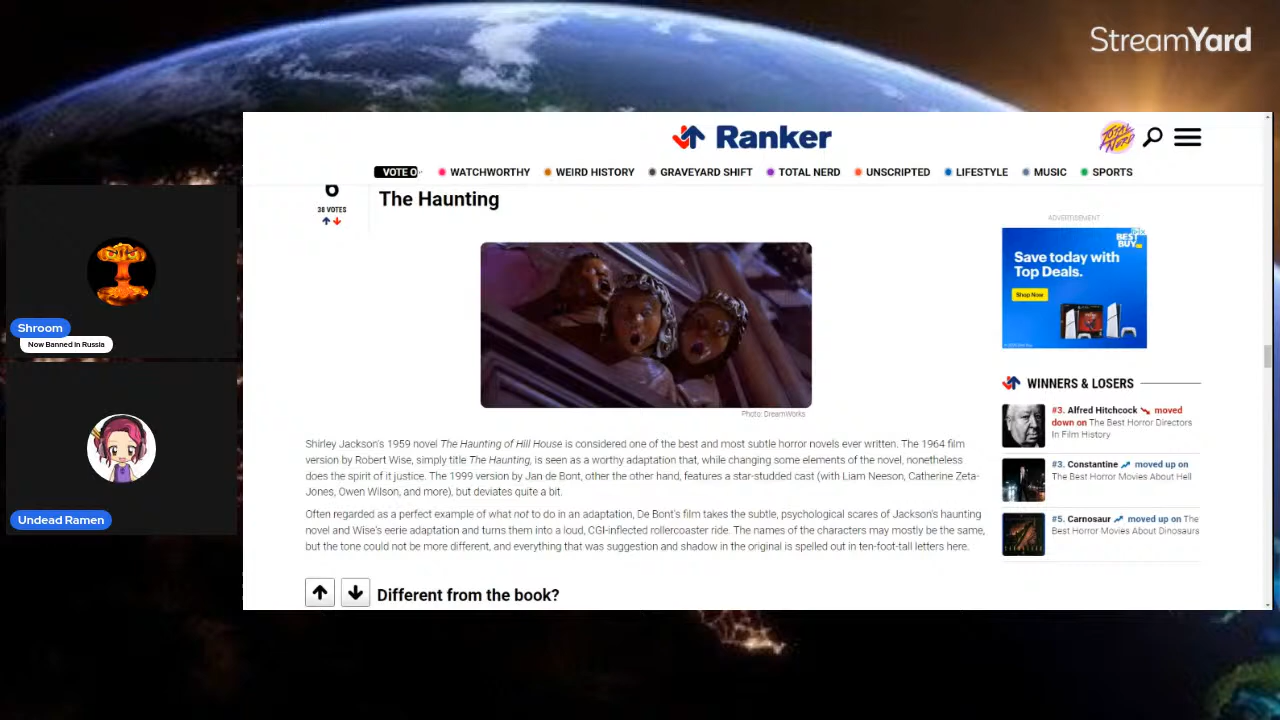 StreamYard
Ranker
TOTAL NERD
VOTE O
WATCHWORTHY
WEIRD HISTORY
GRAVEYARD SHIFT
TOTAL NERD
UNSCRIPTED
LIFESTYLE
MUSIC
SPORTS
6
38 VOTES
The Haunting
Photo: DreamWorks
Shirley Jackson's 1959 novel The Haunting of Hill House is considered one of the best and most subtle horror novels ever written. The 1964 film
version by Robert Wise, simply title The Haunting, is seen as a worthy adaptation that, while changing some elements of the novel, nonetheless
does the spirit of it justice. The 1999 version by Jan de Bont, other the other hand, features a star-studded cast (with Liam Neeson, Catherine Zeta-
Jones, Owen Wilson, and more), but deviates quite a bit.
Often regarded as a perfect example of what not to do in an adaptation, De Bont's film takes the subtle, psychological scares of Jackson's haunting
novel and Wise's eerie adaptation and turns them into a loud, CGI-inflected rollercoaster ride. The names of the characters may mostly be the same,
but the tone could not be more different, and everything that was suggestion and shadow in the original is spelled out in ten-foot-tall letters here.
Different from the book?
ADVERTISEMENT
BEST
BUY
Save today with
Top Deals.
Shop Now
WINNERS & LOSERS
#3. Alfred Hitchcock moved
down on The Best Horror Directors
In Film History
#3. Constantine moved up on
The Best Horror Movies About Hell
#5. Carnosaur moved up on The
Best Horror Movies About Dinosaurs
Shroom
Now Banned in Russia
Undead Ramen